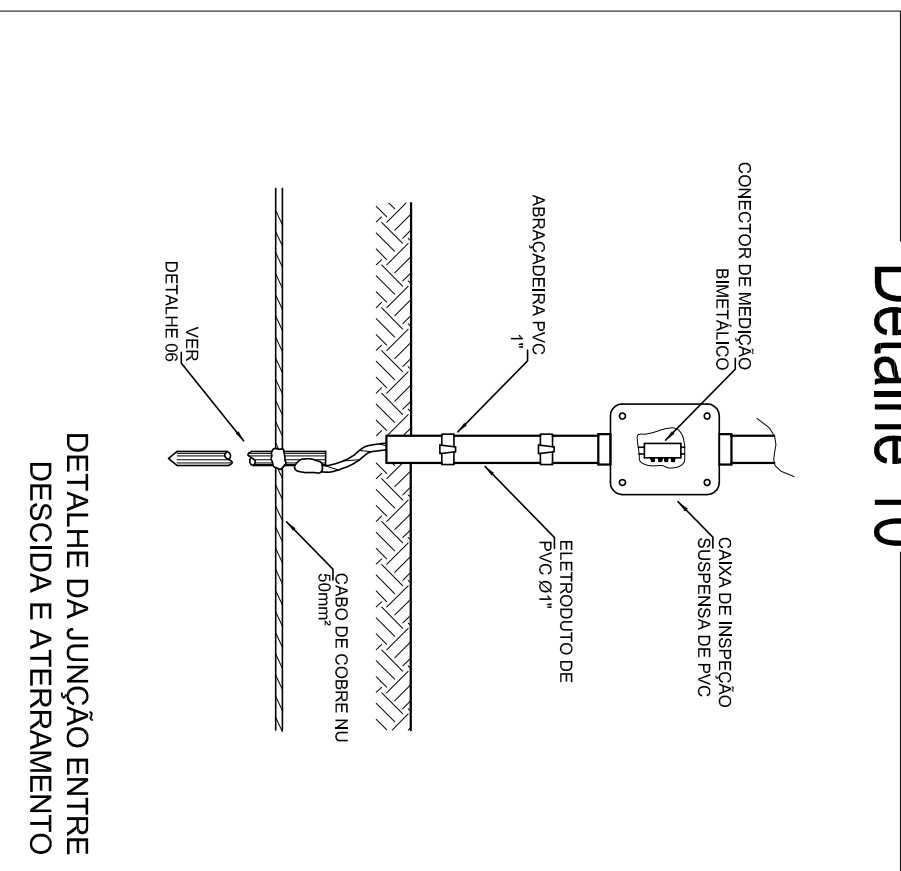 Detalhe 10
CONECTOR DE MEDIÇÃO
BIMETÁLICO
CAIXA DE INSPEÇÃO
SUSPENSA DE PVC
ABRAÇADEIRA PVC
1"
ELETRODUTO DE
PVC Ø1"
CABO DE COBRE NU
50mm²
VER
DETALHE 06
DETALHE DA JUNÇÃO ENTRE
DESCIDA E ATERRAMENTO